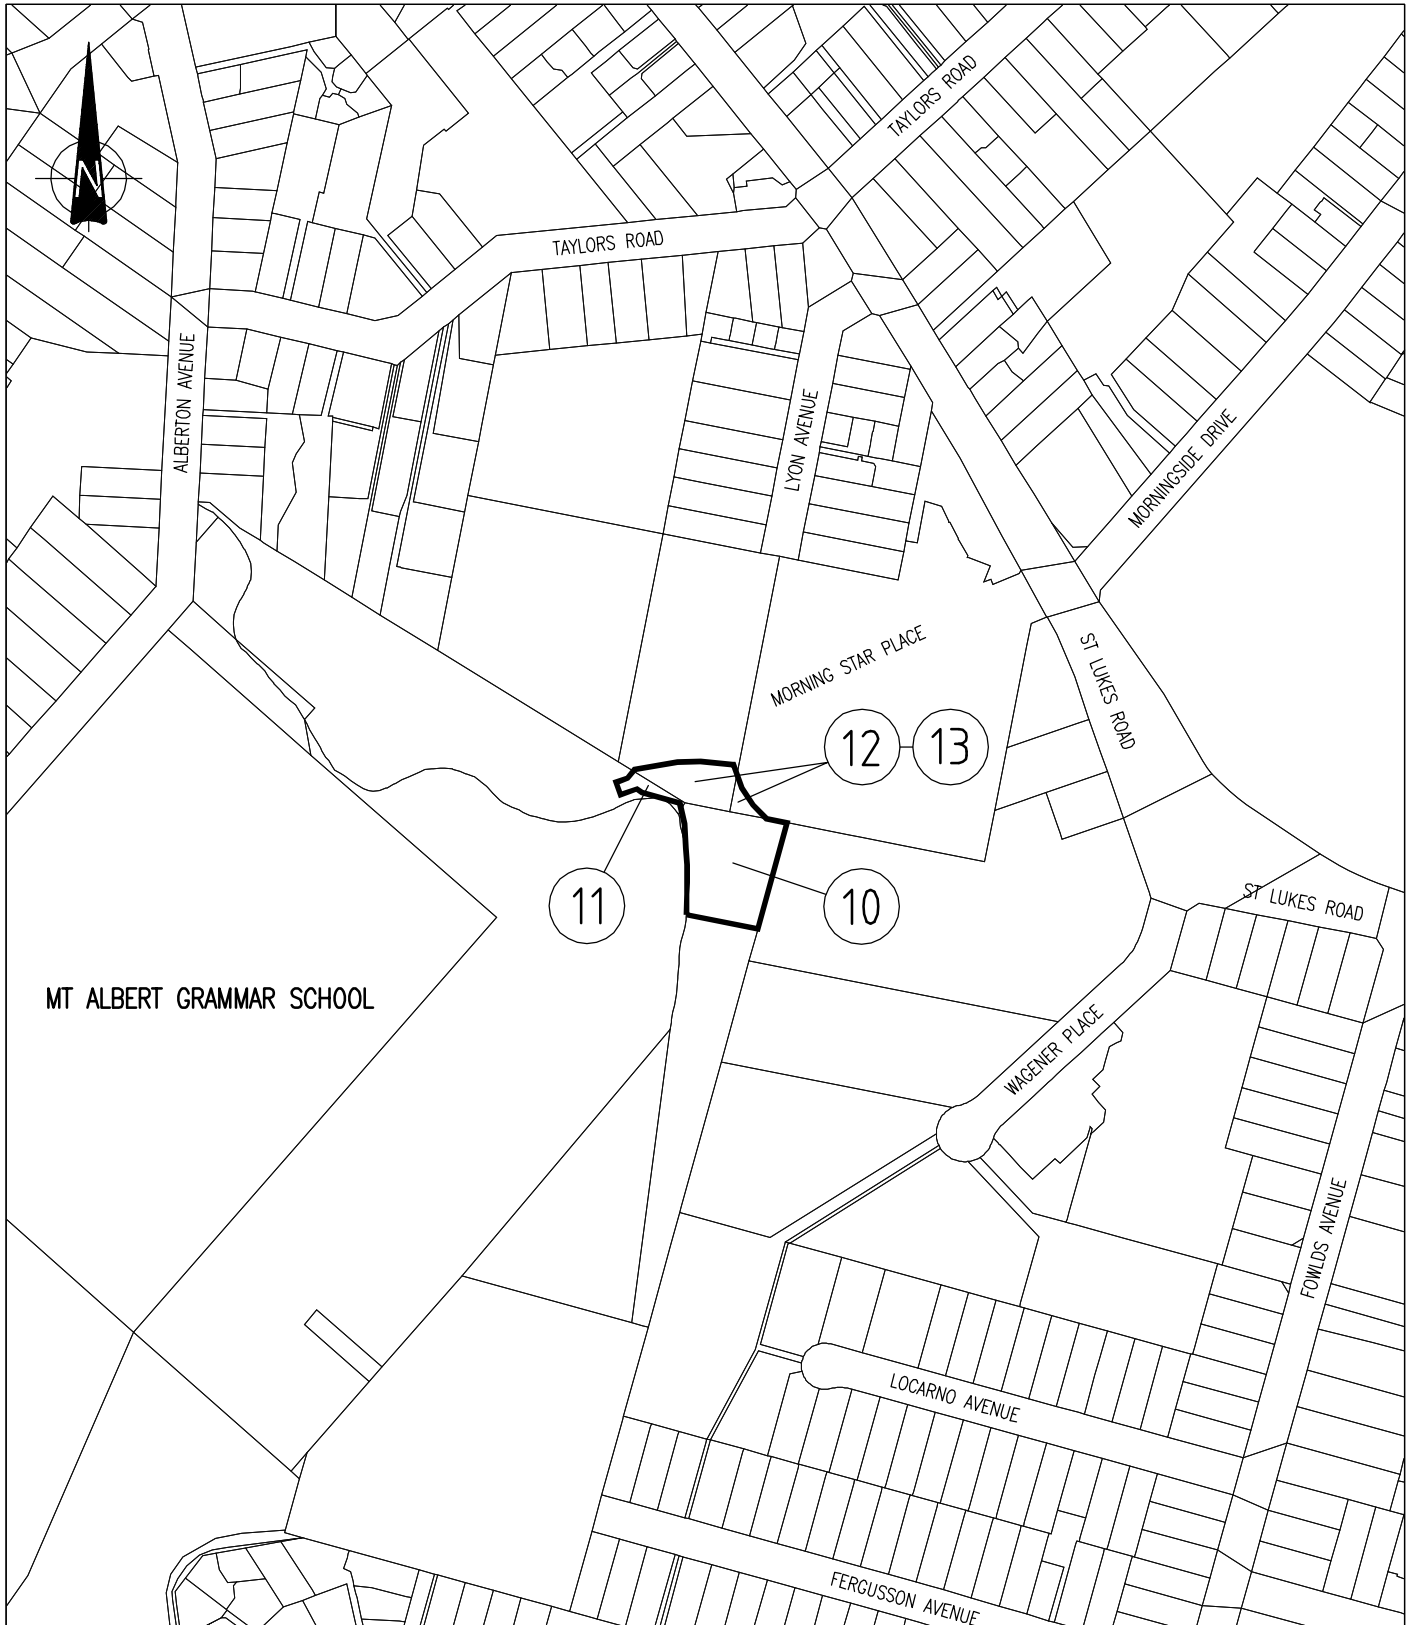 TAYLORS ROAD
N
TAYLORS ROAD
ALBERTON AVENUE
LYON AVENUE
MORNINGSIDE DRIVE
MORNING STAR PLACE
ST LUKES ROAD
12
13
11
10
ST LUKES ROAD
MT ALBERT GRAMMAR SCHOOL
WAGENER PLACE
FOWLDS AVENUE
LOCARNO AVENUE
FERGUSSON AVENUE